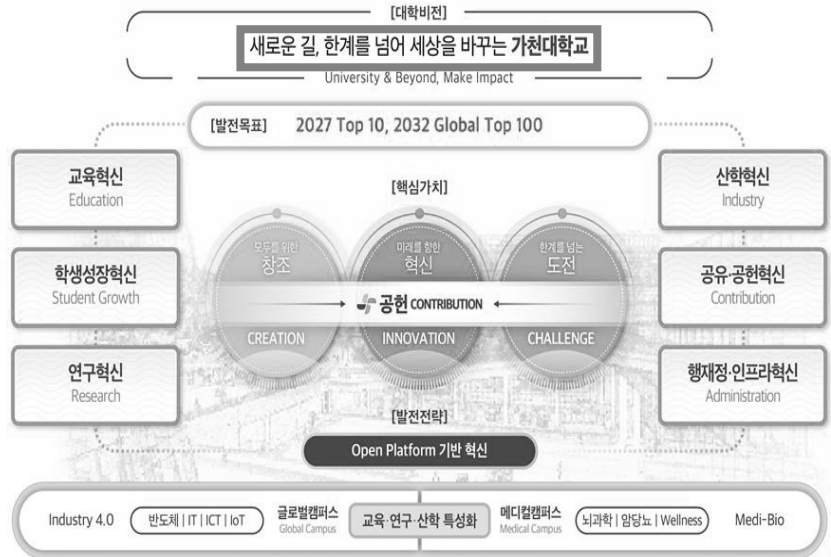 [대학비전]
새로운 길, 한계를 넘어 세상을 바꾸는 가천대학교
University & Beyond, Make Impact
[발전목표] 2027 Top 10, 2032 Global Top 100
교육혁신
Education
학생성장혁신
Student Growth
연구혁신
Research
[핵심가치]
모두를 위한
창조
CREATION
미래를 향한
혁신
INNOVATION
한계를 넘는
도전
CHALLENGE
공헌 CONTRIBUTION
산학혁신
Industry
공유·공헌혁신
Contribution
행재정·인프라혁신
Administration
[발전전략]
Open Platform 기반 혁신
Industry 4.0
반도체 | IT | ICT | IoT
글로벌캠퍼스
Global Campus
교육·연구·산학 특성화
메디컬캠퍼스
Medical Campus
뇌과학 | 암당뇨 | Wellness
Medi-Bio